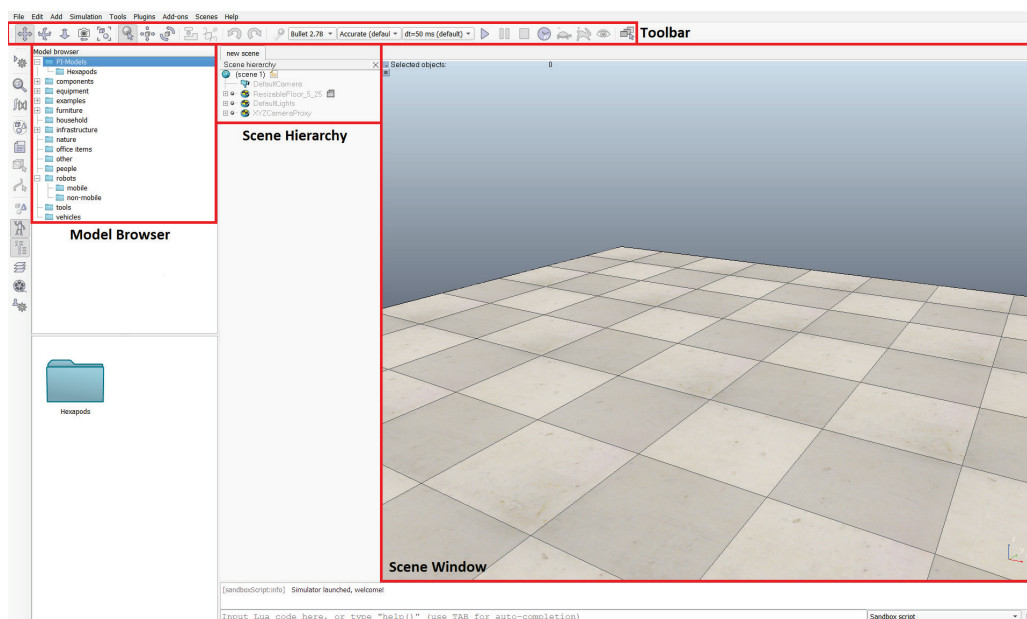 File Edit Add Simulation Tools Plugins Add-ons Scenes Help
Bullet 2.78 Accurate (defaul dt=50 ms (default) Toolbar
Model browser
PI-Models
Hexapods
components
equipment
examples
furniture
household
infrastructure
nature
office items
other
people
robots
mobile
non-mobile
tools
vehicles
Model Browser
Hexapods
new scene
Scene hierarchy
(scene 1)
DefaultCamera
ResizableFloor_5_25
DefaultLights
XYZCameraProxy
Scene Hierarchy
Selected objects: 0
Scene Window
[sandboxScript:info] Simulator launched, welcome!
Input Lua code here, or type "help()" (use TAB for auto-completion)
Sandbox script